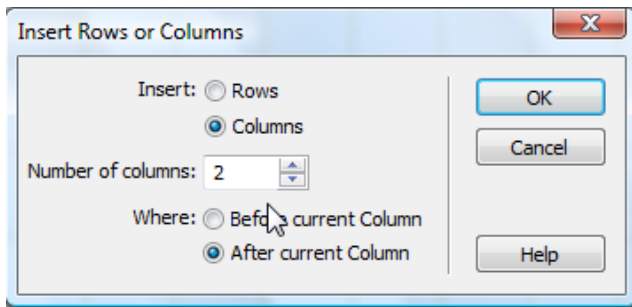 Insert Rows or Columns
Insert: Rows
Columns
OK
Cancel
Number of columns: 2
Where: Before current Column
After current Column
Help